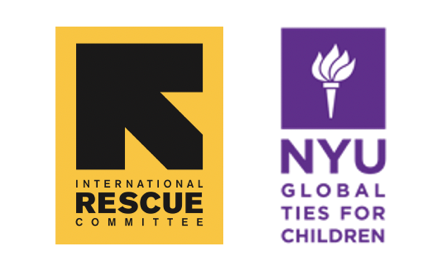 INTERNATIONAL
RESCUE
COMMITTEE
NYU
GLOBAL
TIES FOR
CHILDREN